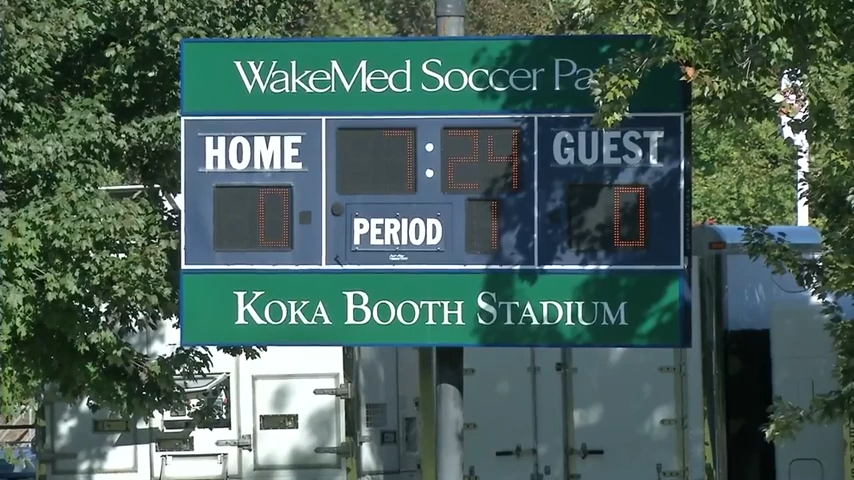 WakeMed Soccer Pa
HOME 7:24 GUEST
0 PERIOD 1 0
KOKA BOOTH STADIUM